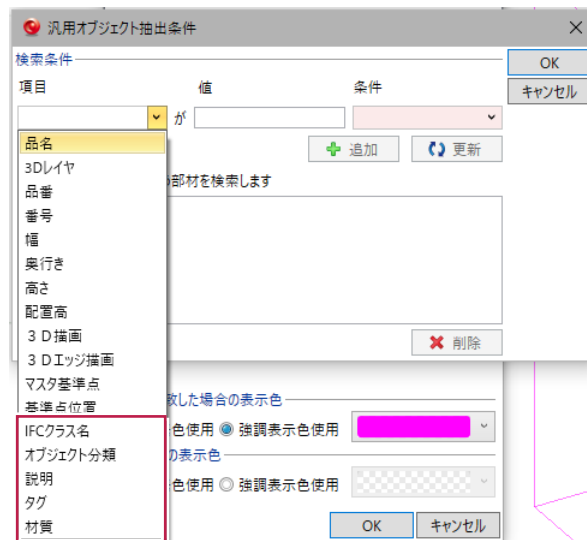 汎用オブジェクト抽出条件
検索条件
OK
項目 値 条件
キャンセル
が
追加 更新
部材を検索します
品名
3Dレイヤ
品番
番号
幅
奥行き
高さ
配置高
3D描画
3Dエッジ描画
マスタ基準点
基準点位置
IFCクラス名
オブジェクト分類
説明
タグ
材質
削除
した場合の表示色
色使用 強調表示色使用
の表示色
色使用 強調表示色使用
OK キャンセル